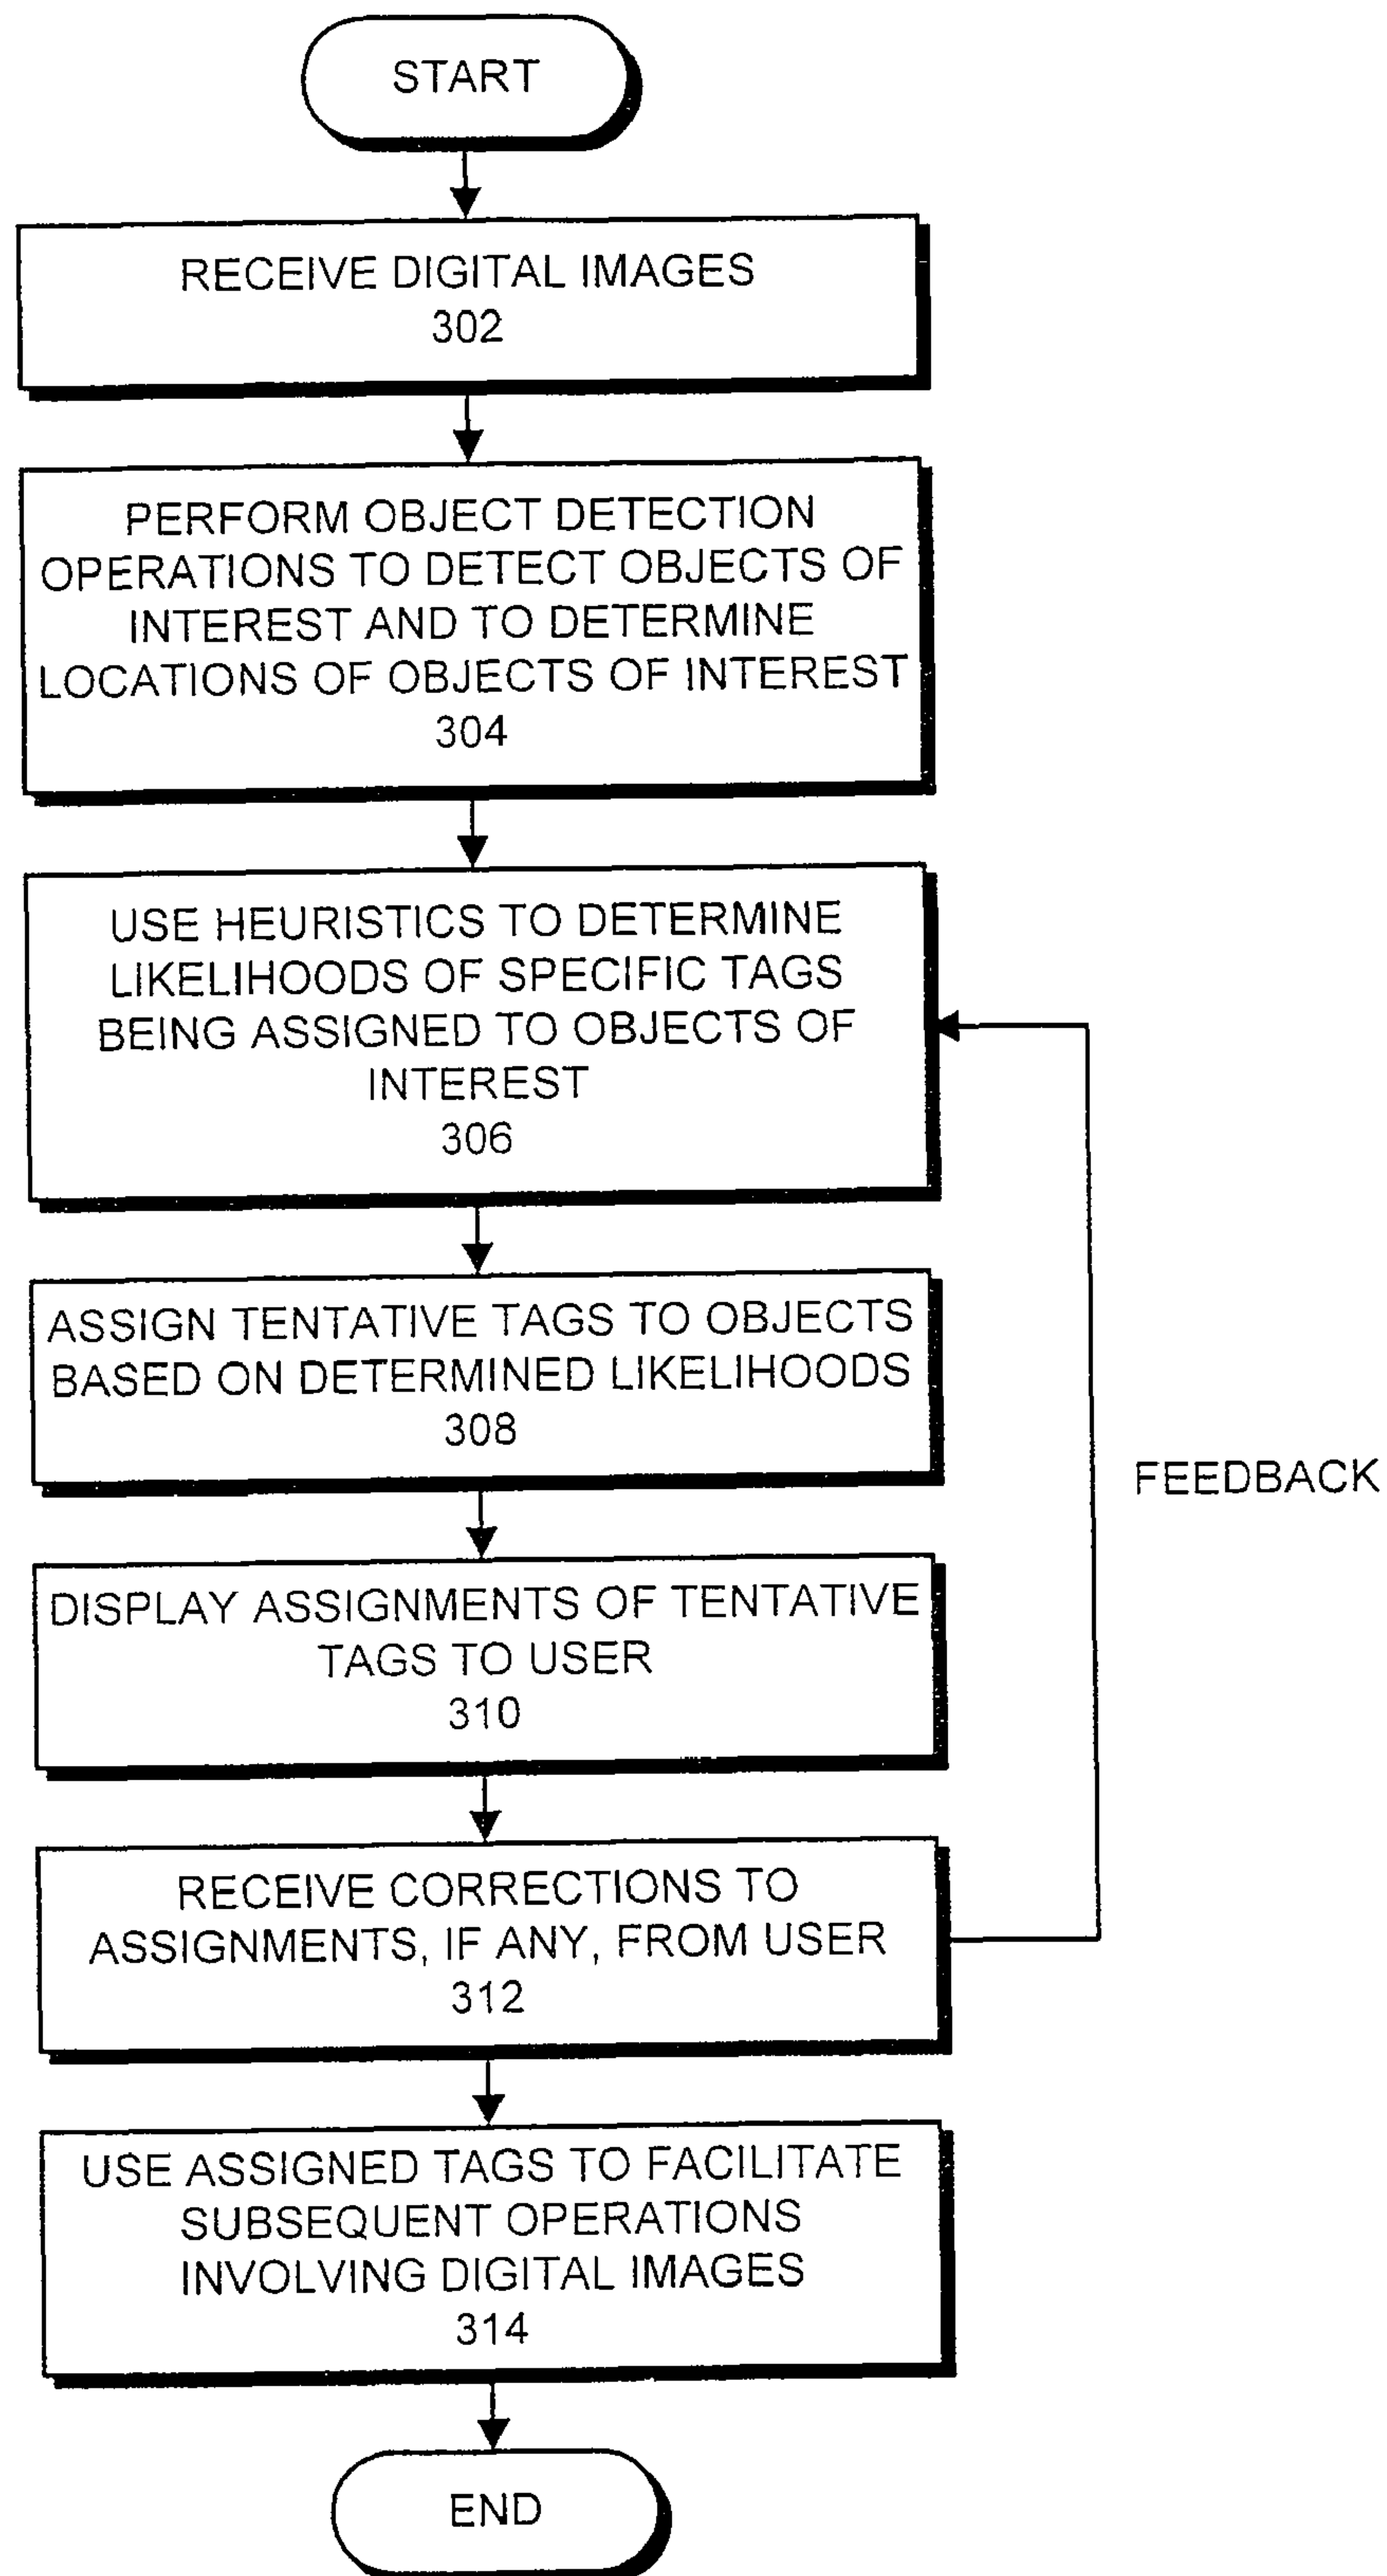 START
RECEIVE DIGITAL IMAGES
302
PERFORM OBJECT DETECTION
OPERATIONS TO DETECT OBJECTS OF
INTEREST AND TO DETERMINE
LOCATIONS OF OBJECTS OF INTEREST
304
USE HEURISTICS TO DETERMINE
LIKELIHOODS OF SPECIFIC TAGS
BEING ASSIGNED TO OBJECTS OF
INTEREST
306
ASSIGN TENTATIVE TAGS TO OBJECTS
BASED ON DETERMINED LIKELIHOODS
308
FEEDBACK
DISPLAY ASSIGNMENTS OF TENTATIVE
TAGS TO USER
310
RECEIVE CORRECTIONS TO
ASSIGNMENTS, IF ANY, FROM USER
312
USE ASSIGNED TAGS TO FACILITATE
SUBSEQUENT OPERATIONS
INVOLVING DIGITAL IMAGES
314
END